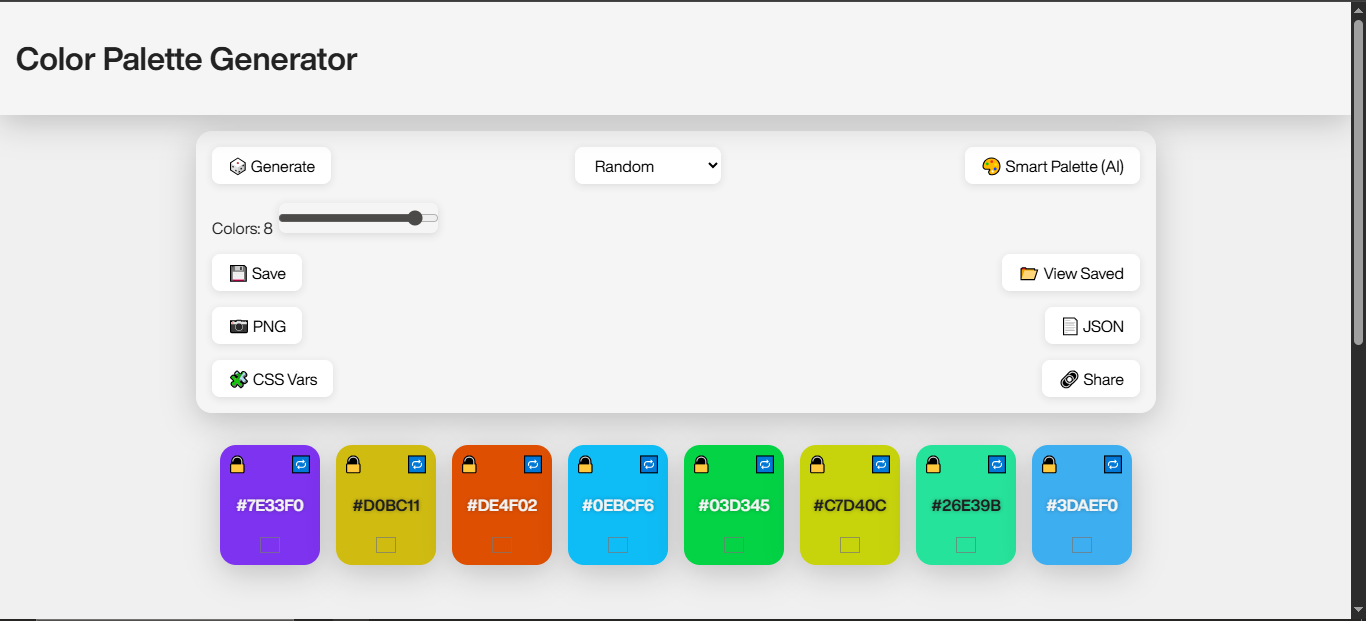 Color Palette Generator
Generate
Random
Smart Palette (AI)
Colors: 8
Save
View Saved
PNG
JSON
CSS Vars
Share
#7E33F0
#D0BC11
#DE4F02
#0EBCF6
#03D345
#C7D40C
#26E39B
#3DAEF0